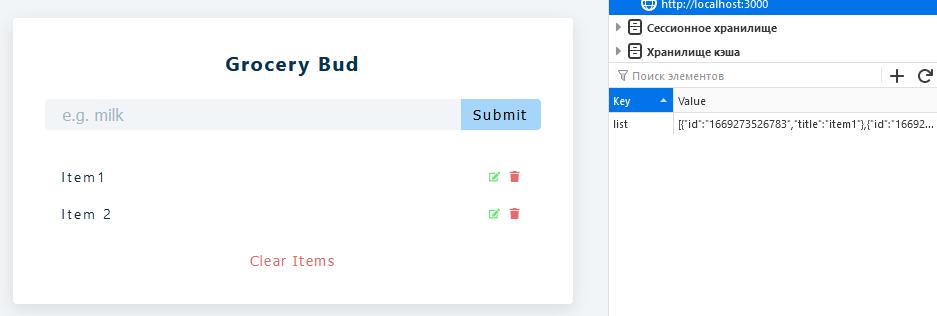 Grocery Bud
e.g. milk
Submit
Item1
Item 2
Clear Items
http://localhost:3000
Сессионное хранилище
Хранилище кэша
Поиск элементов
Key Value
list [{"id":"1669273526783","title":"item1"},{"id":"16692...